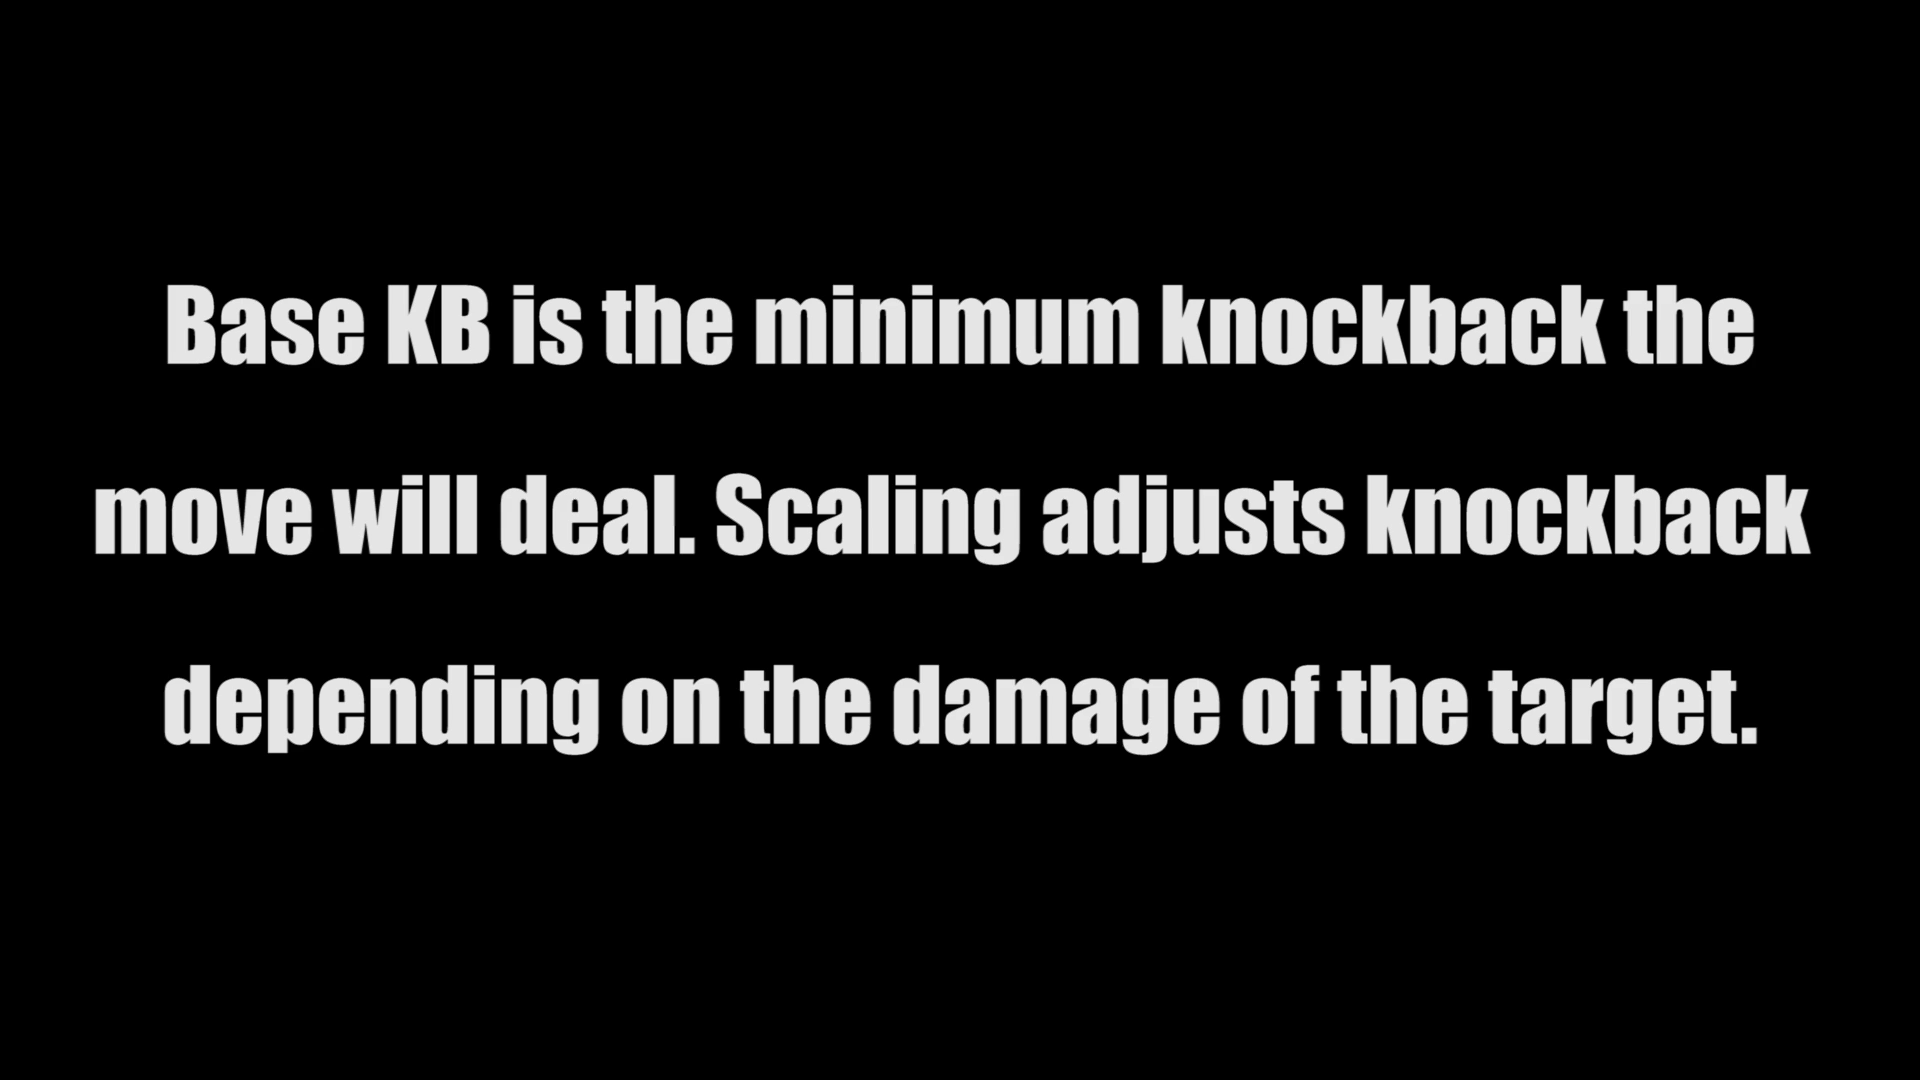 Base KB is the minimum knockback the
move will deal. Scaling adjusts knockback
depending on the damage of the target.